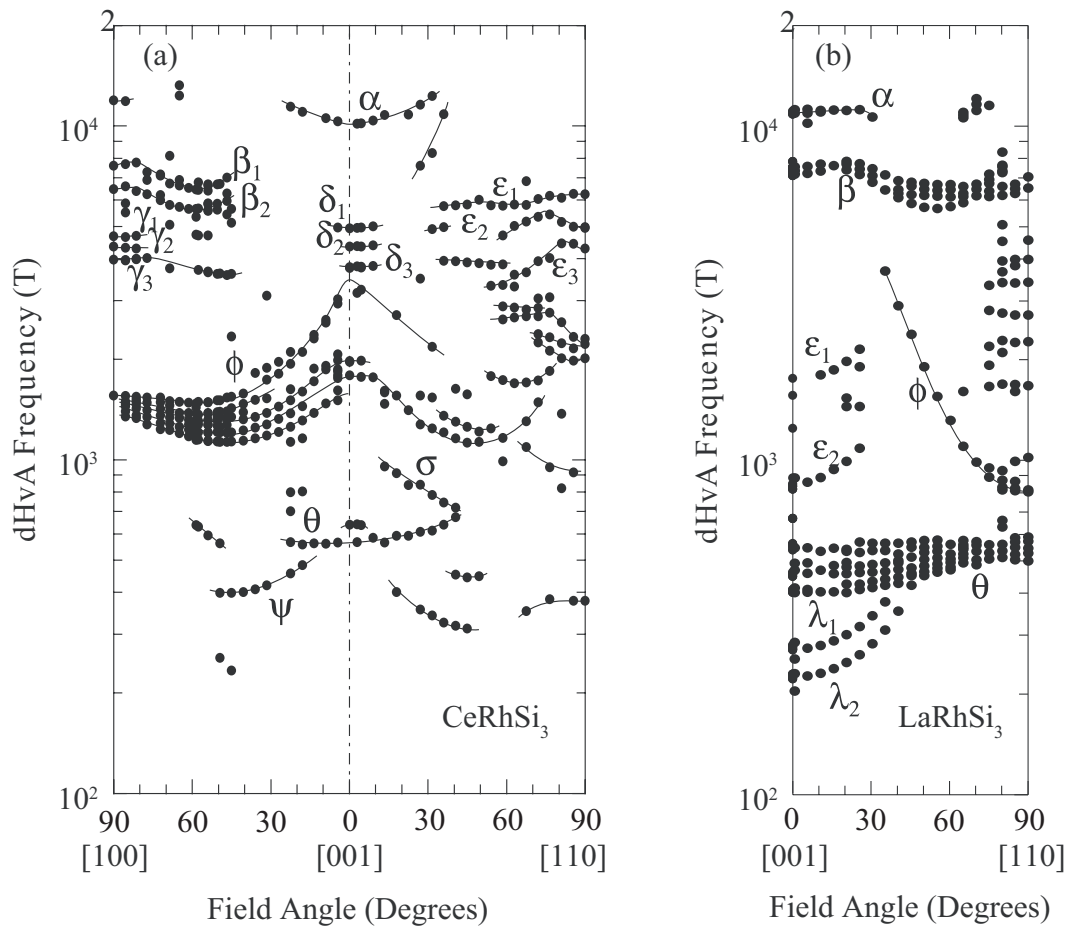 2
(a)
α
10⁴
β₁
β₂
γ₁
γ₂
γ₃
δ₁
δ₂
δ₃
ε₁
ε₂
ε₃
ϕ
10³
σ
θ
ψ
CeRhSi₃
10²
90 60 30 0 30 60 90
[100] [001] [110]
Field Angle (Degrees)
dHvA Frequency (T)
2
(b)
α
10⁴
β
ε₁
ϕ
ε₂
10³
θ
λ₁
λ₂
LaRhSi₃
10²
0 30 60 90
[001] [110]
Field Angle (Degrees)
dHvA Frequency (T)